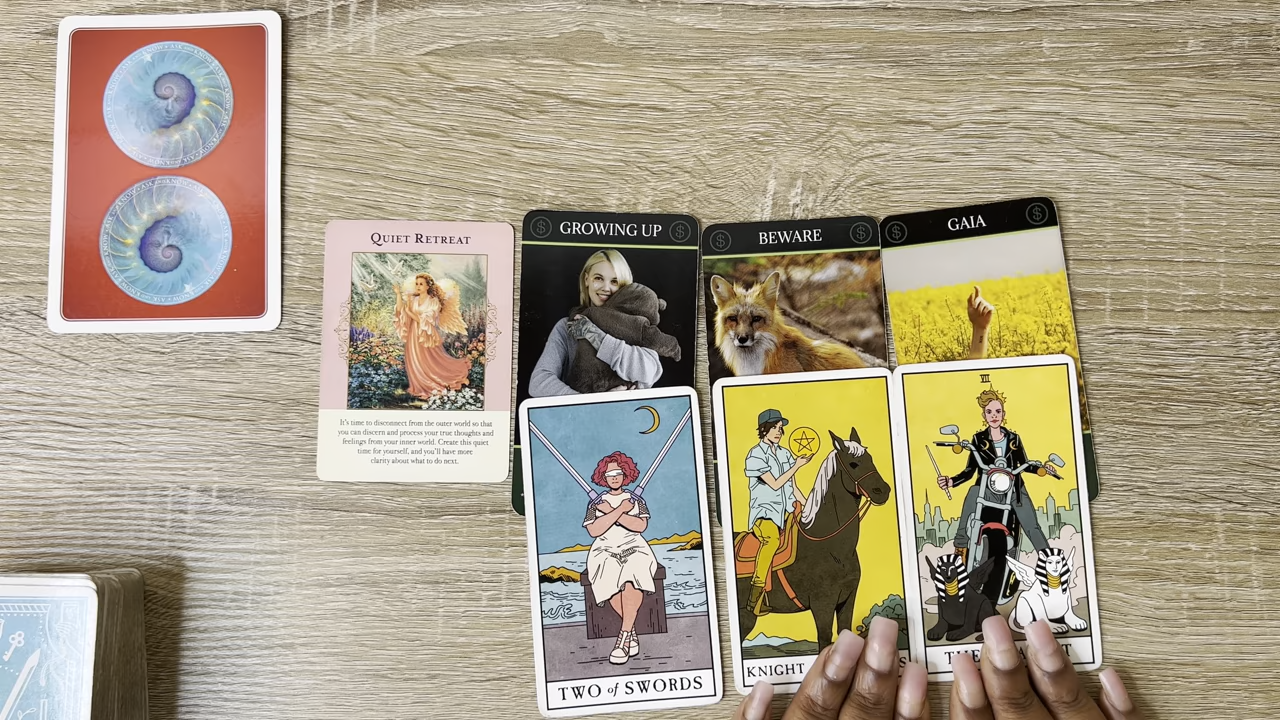 QUIET RETREAT
It's time to disconnect from the outer world so that
you can discern and process your true thoughts and
feelings from your inner world. Create this quiet
time for yourself, and you'll have more
clarity about what to do next.
$ GROWING UP $
$ BEWARE $
$ GAIA $
TWO of SWORDS
KNIGHT
VII